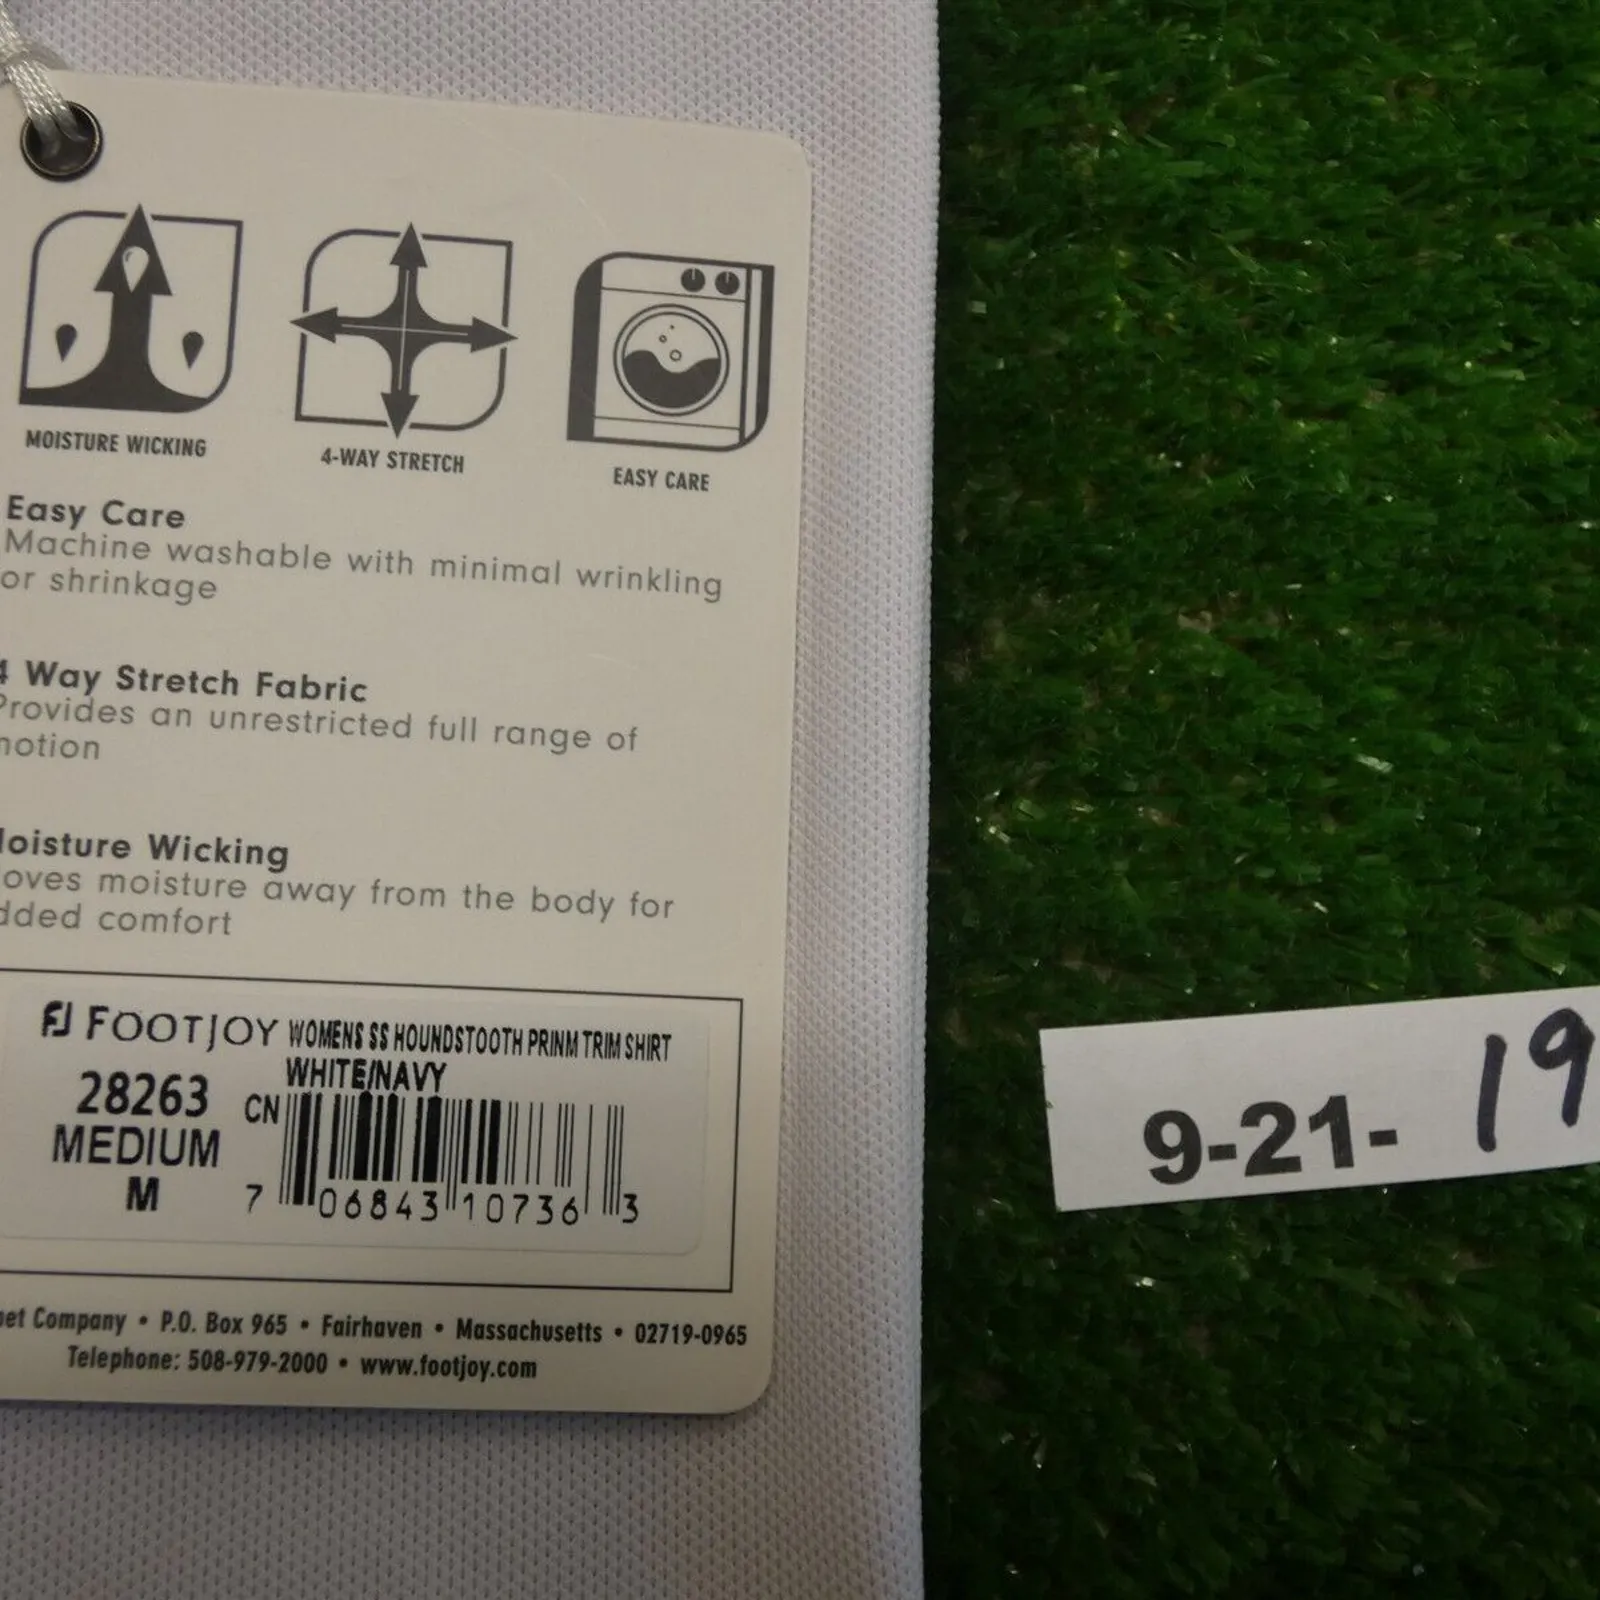 MOISTURE WICKING
4-WAY STRETCH
EASY CARE
Easy Care
Machine washable with minimal wrinkling
or shrinkage
4 Way Stretch Fabric
Provides an unrestricted full range of
motion
Moisture Wicking
oves moisture away from the body for
dded comfort
FJ FOOTJOY WOMENS SS HOUNDSTOOTH PRINM TRIM SHIRT
WHITE/NAVY
28263
MEDIUM
M
CN
7 06843 10736 3
Company • P.O. Box 965 • Fairhaven • Massachusetts • 02719-0965
Telephone: 508-979-2000 • www.footjoy.com
9-21-19